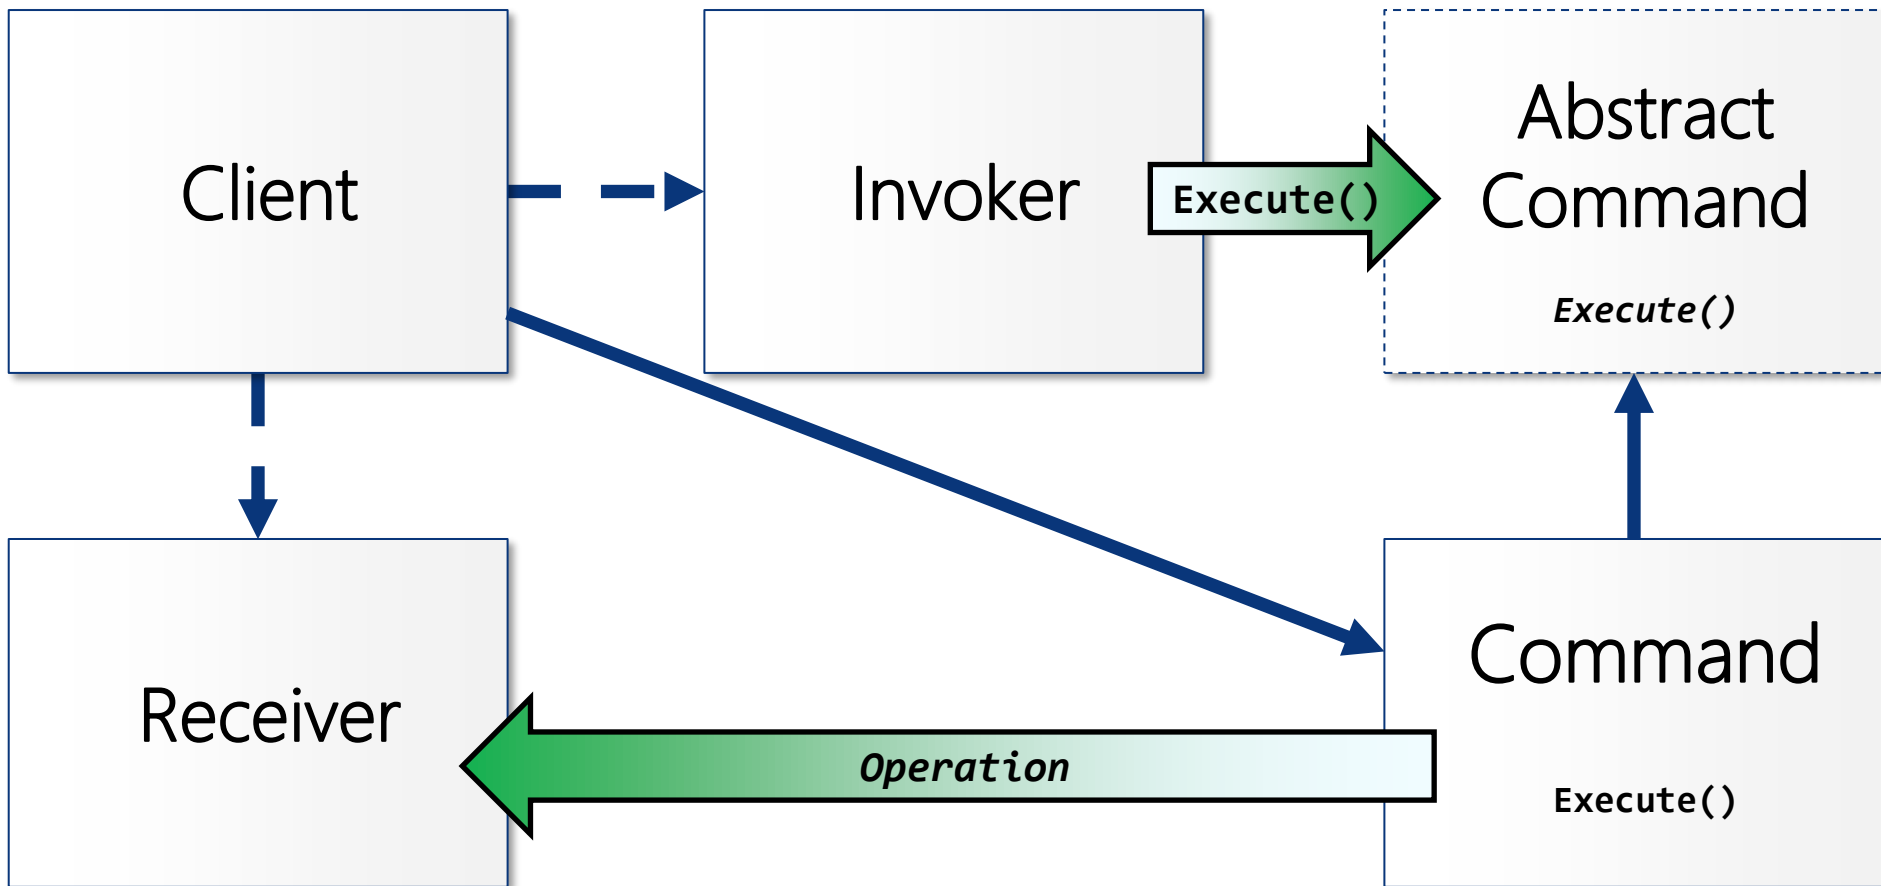 Client
Invoker
Execute()
Abstract
Command
Execute()
Receiver
Operation
Command
Execute()